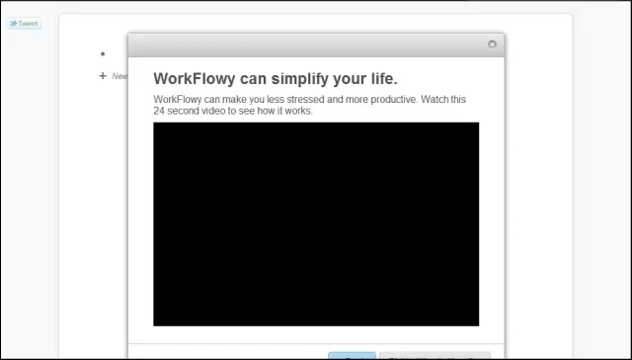 Tweet
New
WorkFlowy can simplify your life.
WorkFlowy can make you less stressed and more productive. Watch this
24 second video to see how it works.